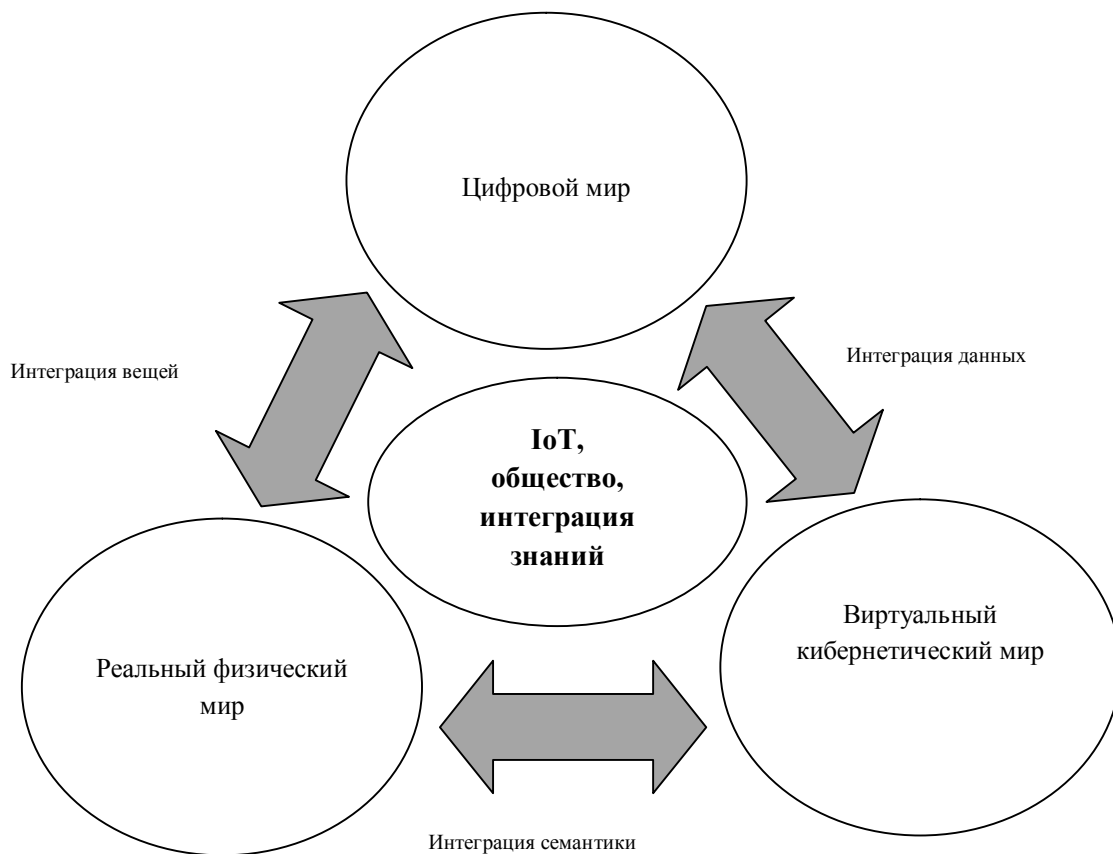 Цифровой мир
Интеграция вещей
Интеграция данных
IoT,
общество,
интеграция
знаний
Реальный физический
мир
Виртуальный
кибернетический мир
Интеграция семантики